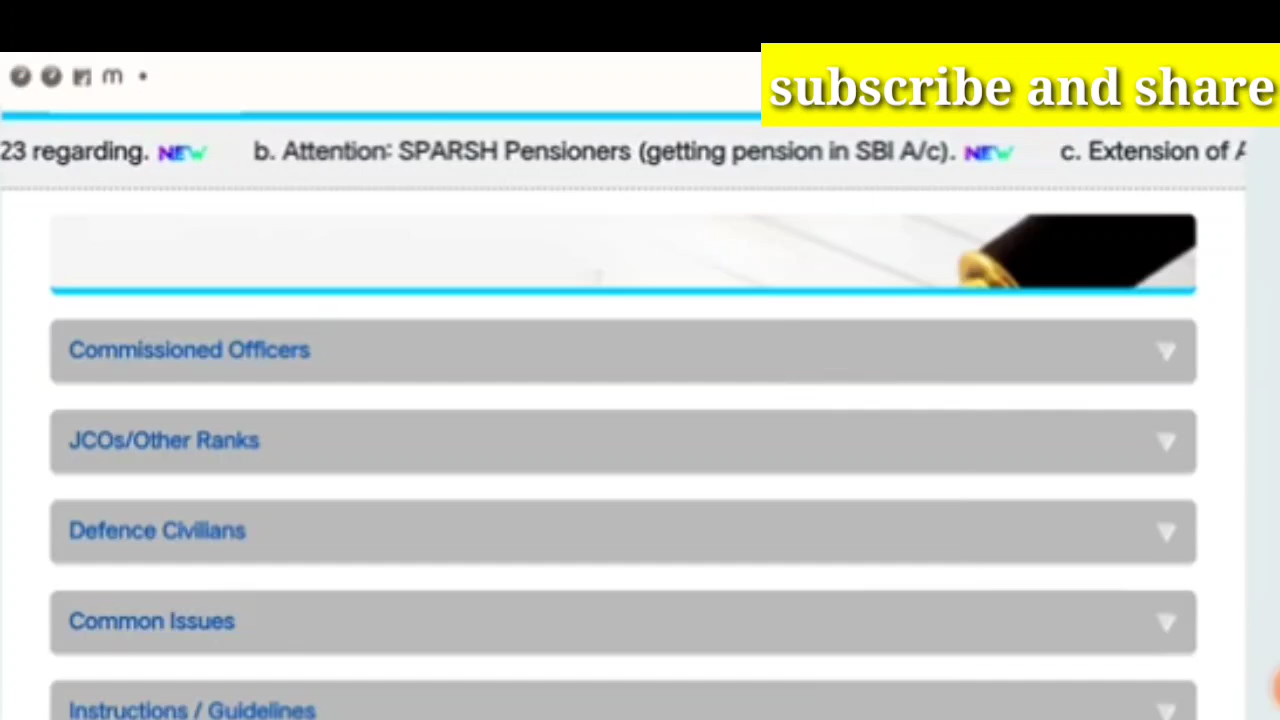 subscribe and share
23 regarding. NEW b. Attention: SPARSH Pensioners (getting pension in SBI A/c). NEW c. Extension of A
Commissioned Officers
JCOs/Other Ranks
Defence Civilians
Common Issues
Instructions / Guidelines